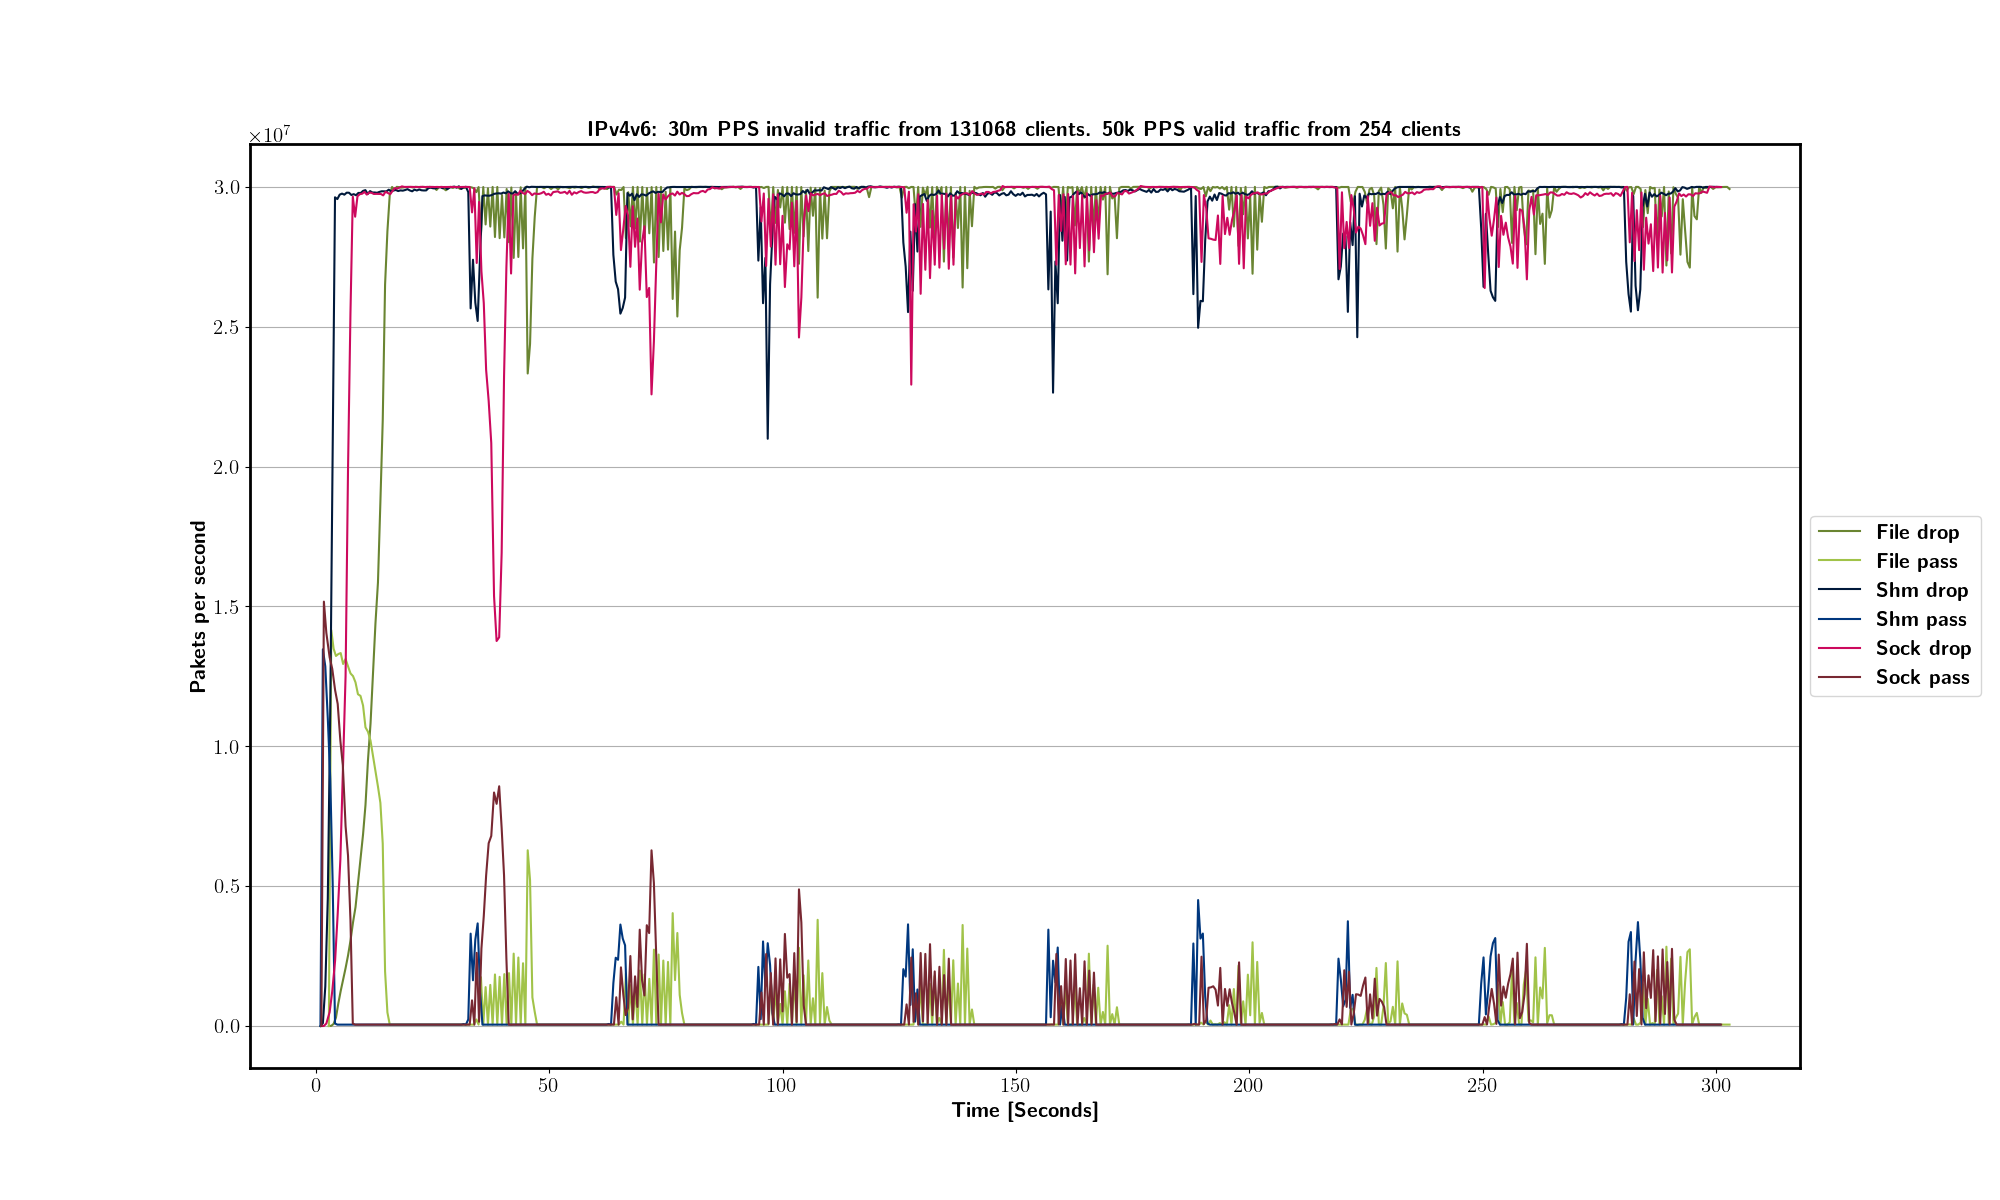 IPv4v6: 30m PPS invalid traffic from 131068 clients. 50k PPS valid traffic from 254 clients
×10⁷
3.0
2.5
2.0
1.5
1.0
0.5
0.0
Pakets per second
0 50 100 150 200 250 300
Time [Seconds]
File drop
File pass
Shm drop
Shm pass
Sock drop
Sock pass